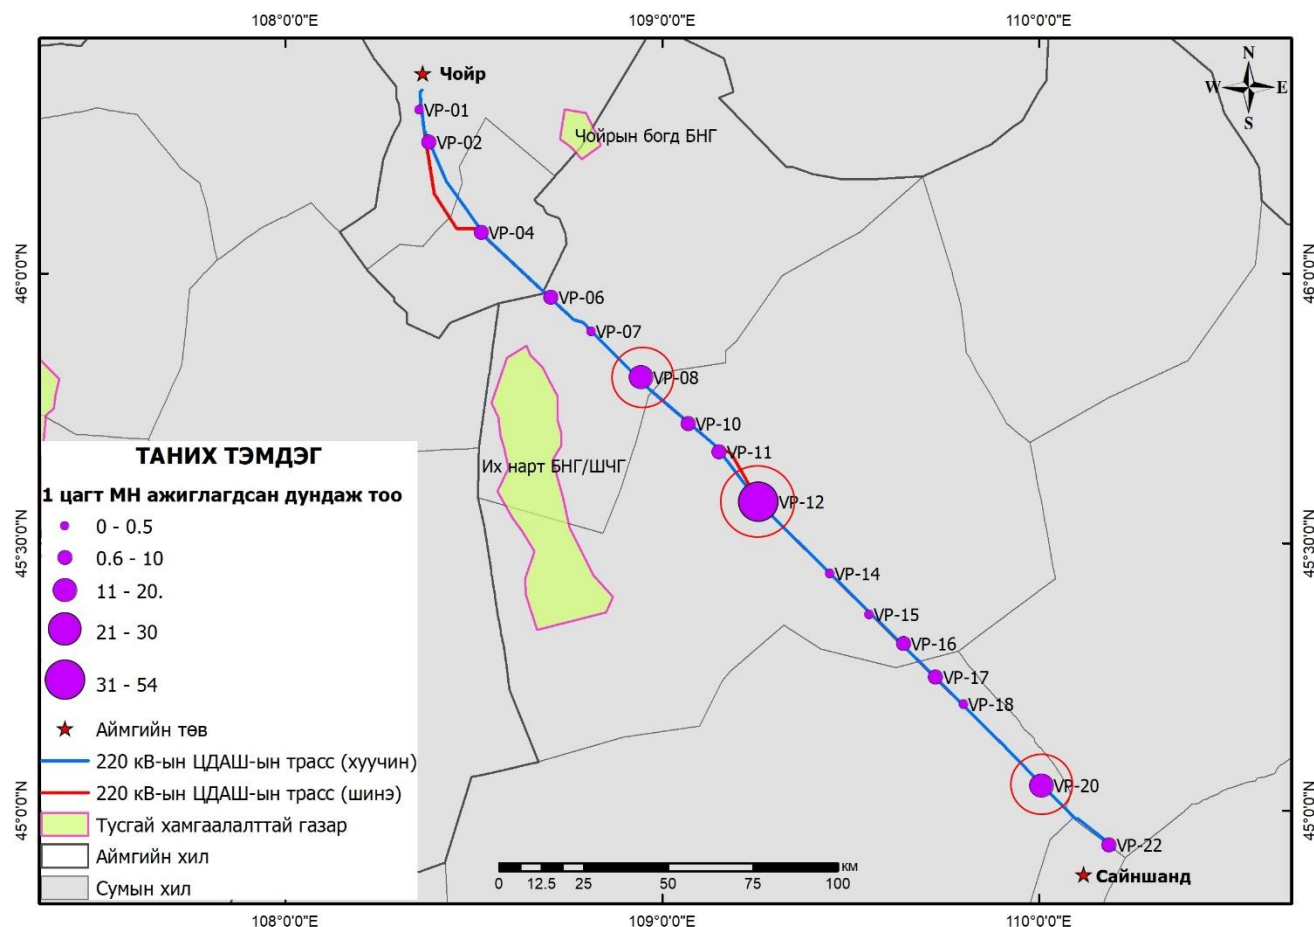 108°0'0"E
109°0'0"E
110°0'0"E
N
W
E
S
Чойр
VP-01
VP-02
Чойрын богд БНГ
VP-04
46°0'0"N
46°0'0"N
VP-06
VP-07
VP-08
VP-10
VP-11
Их нарт БНГ/ШЧГ
VP-12
45°30'0"N
45°30'0"N
VP-14
VP-15
VP-16
VP-17
VP-18
VP-20
45°0'0"N
45°0'0"N
VP-22
Сайншанд
ТАНИХ ТЭМДЭГ
1 цагт МН ажиглагдсан дундаж тоо
0 - 0.5
0.6 - 10
11 - 20.
21 - 30
31 - 54
Аймгийн төв
220 кВ-ын ЦДАШ-ын трасс (хуучин)
220 кВ-ын ЦДАШ-ын трасс (шинэ)
Тусгай хамгаалалттай газар
Аймгийн хил
Сумын хил
км
0 12.5 25 50 75 100
108°0'0"E
109°0'0"E
110°0'0"E